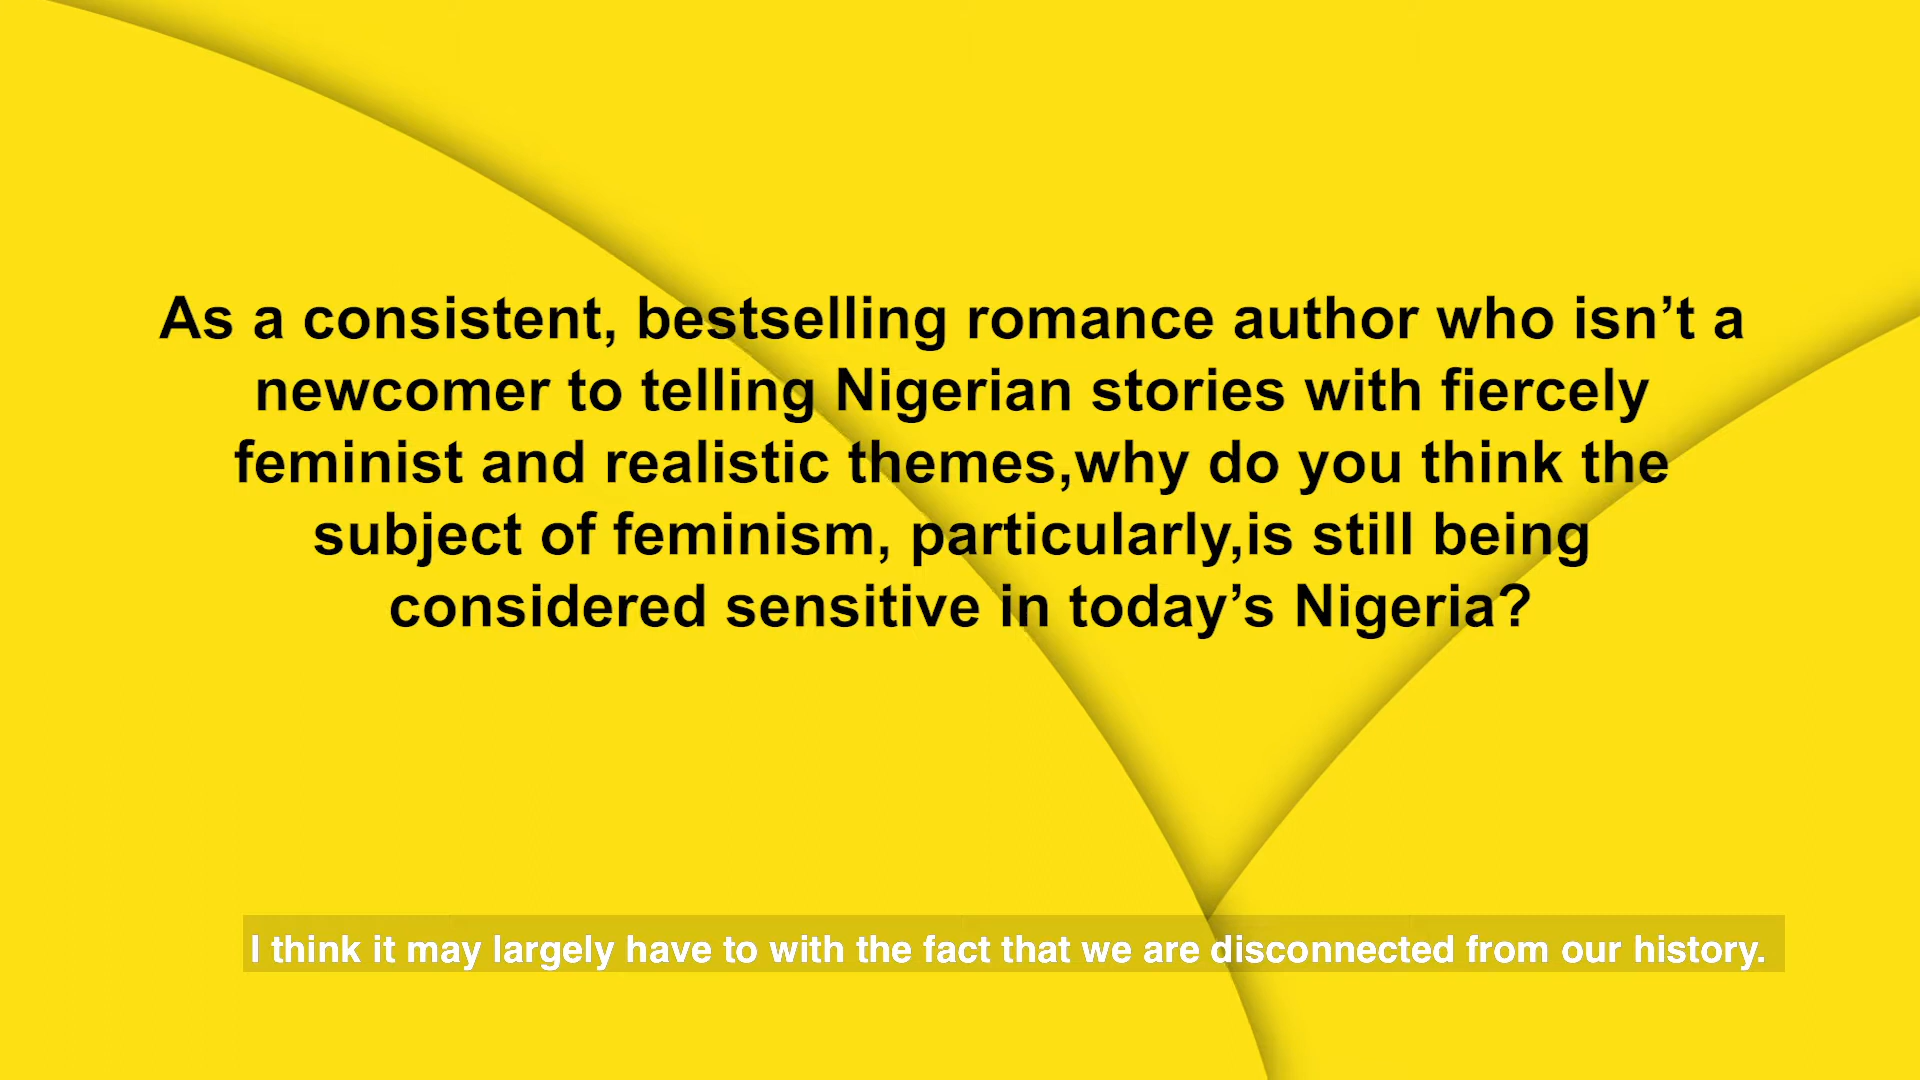 As a consistent, bestselling romance author who isn’t a
newcomer to telling Nigerian stories with fiercely
feminist and realistic themes,why do you think the
subject of feminism, particularly,is still being
considered sensitive in today’s Nigeria?
I think it may largely have to with the fact that we are disconnected from our history.